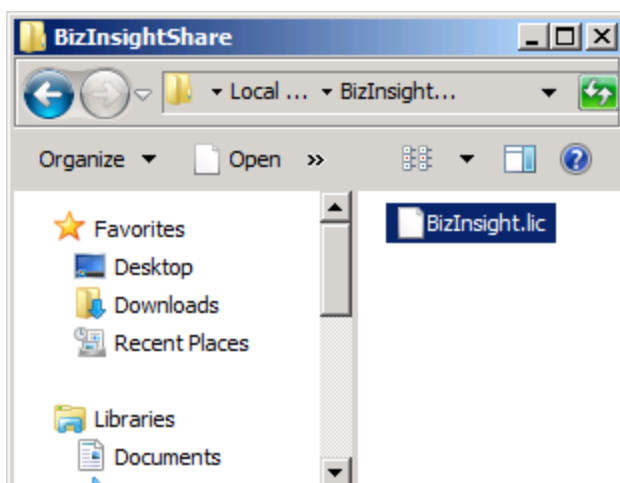 BizInsightShare
Local ... BizInsight...
Organize Open »
BizInsight.lic
Favorites
Desktop
Downloads
Recent Places
Libraries
Documents